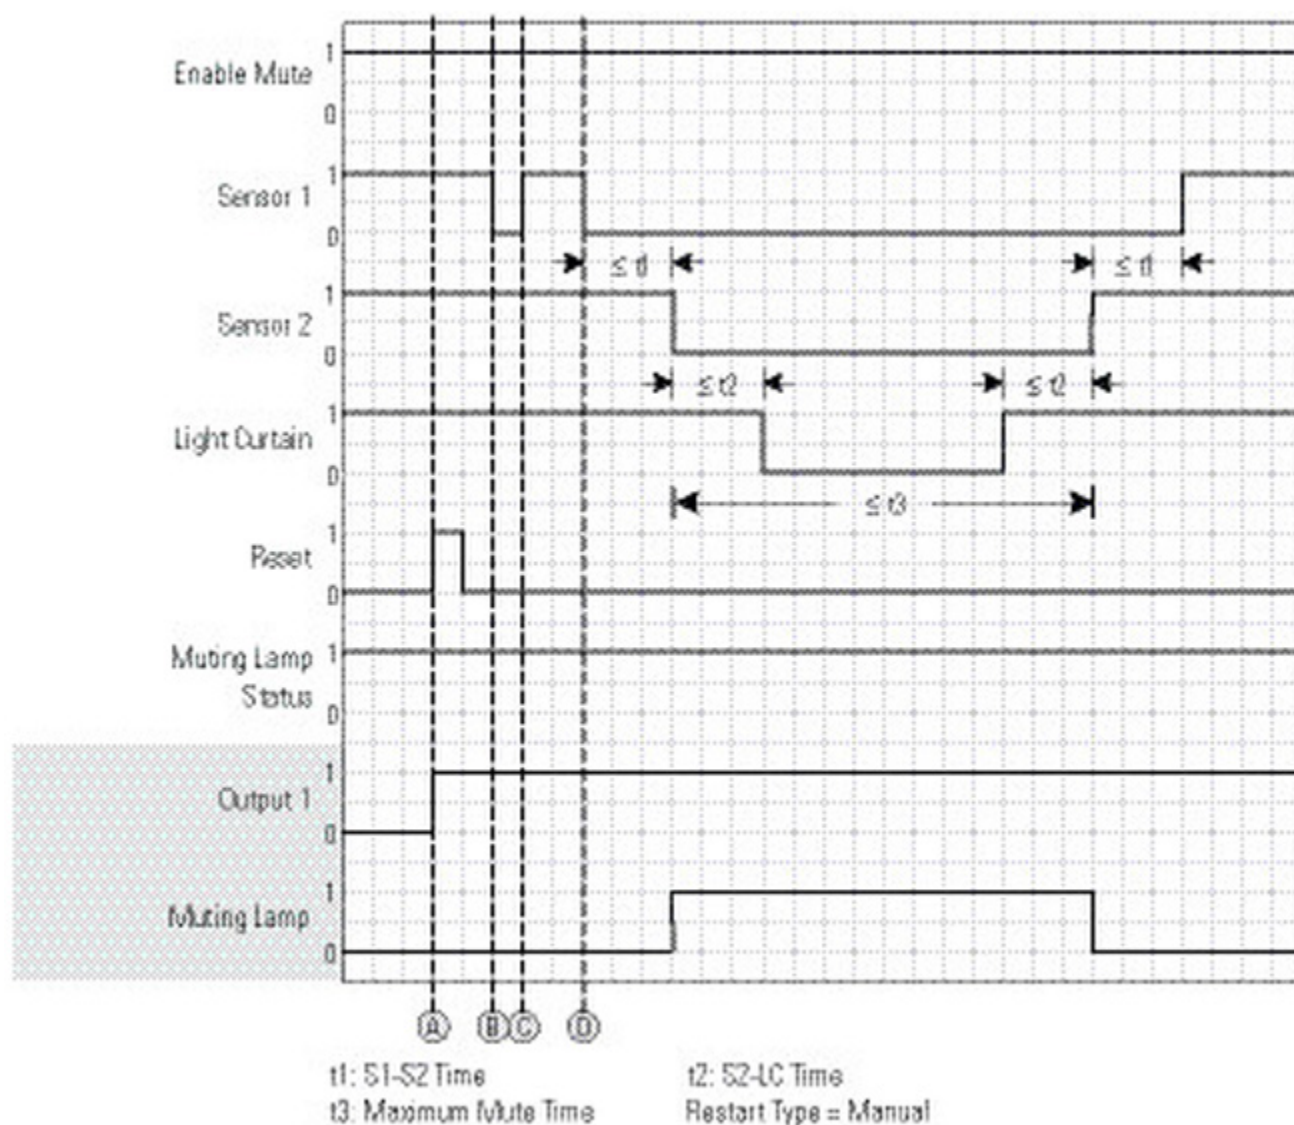 Enable Mute
1
0
Sensor 1
1
0
≤ t1
≤ t1
Sensor 2
1
0
≤ t2
≤ t2
Light Curtain
1
0
≤ t3
Reset
1
0
Muting Lamp
Status
1
0
Output 1
1
0
Muting Lamp
1
0
A B C D
t1: S1-S2 Time
t2: S2-LC Time
t3: Maximum Mute Time
Restart Type = Manual